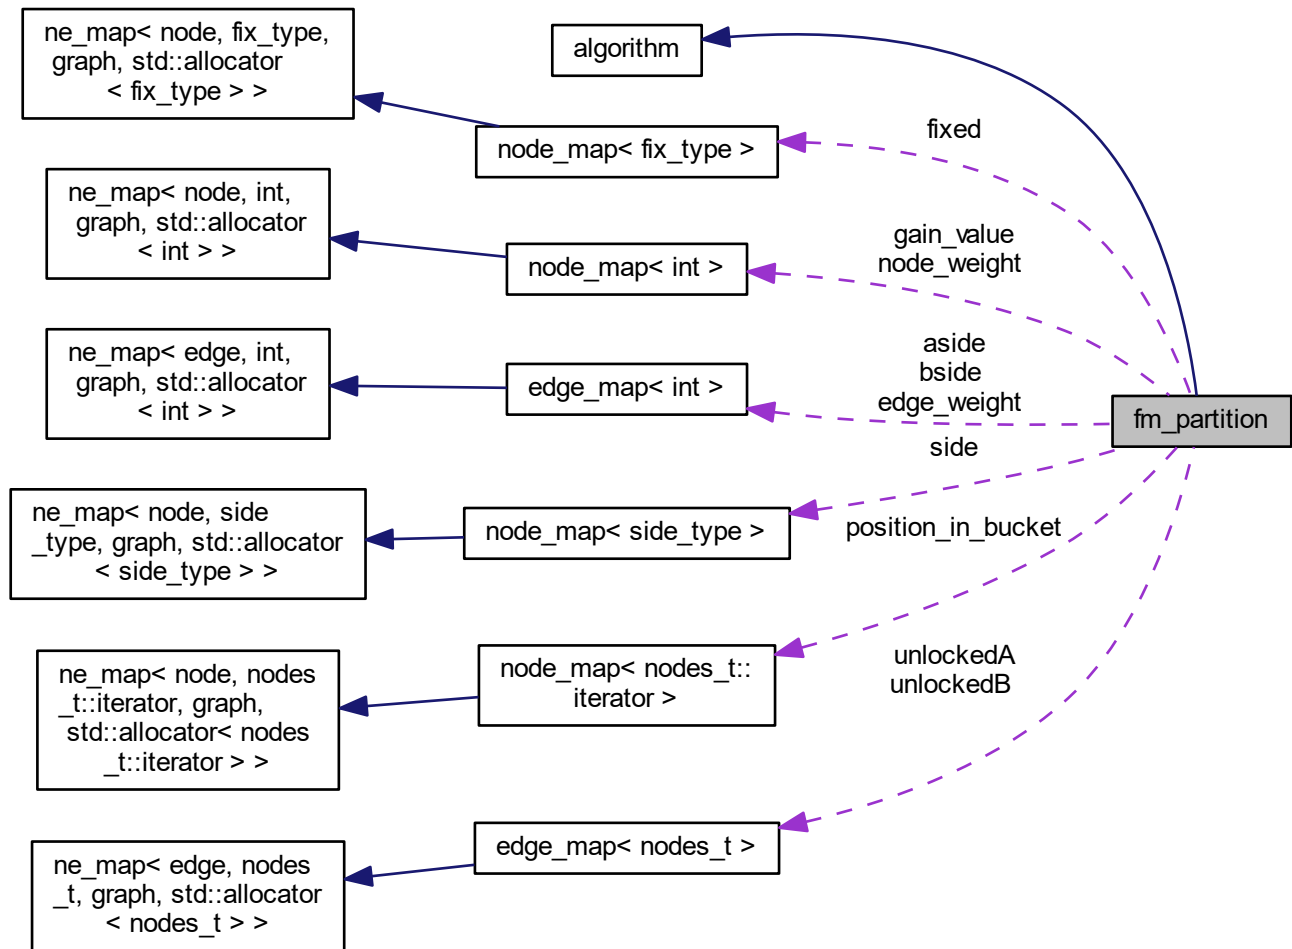 ne_map< node, fix_type,
graph, std::allocator
< fix_type > >
algorithm
node_map< fix_type >
fixed
ne_map< node, int,
graph, std::allocator
< int > >
node_map< int >
gain_value
node_weight
ne_map< edge, int,
graph, std::allocator
< int > >
edge_map< int >
aside
bside
edge_weight
fm_partition
side
ne_map< node, side
_type, graph, std::allocator
< side_type > >
node_map< side_type >
position_in_bucket
ne_map< node, nodes
_t::iterator, graph,
std::allocator< nodes
_t::iterator > >
node_map< nodes_t::
iterator >
unlockedA
unlockedB
ne_map< edge, nodes
_t, graph, std::allocator
< nodes_t > >
edge_map< nodes_t >